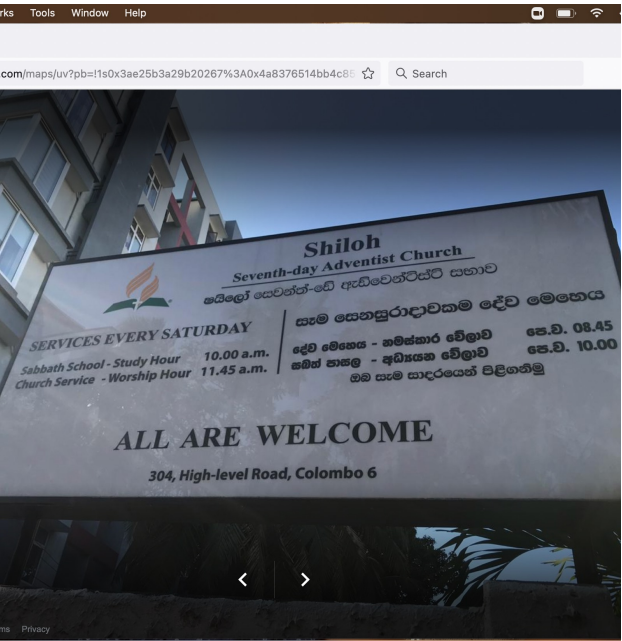 Tools Window Help
.com/maps/uv?pb=!1s0x3ae25b3a29b20267%3A0x4a8376514bb4c85
Search
Shiloh
Seventh-day Adventist Church
ෂයිලෝ සෙවන්ත්-ඩේ ඇඩ්වෙන්ටිස්ට් සභාව
SERVICES EVERY SATURDAY
Sabbath School - Study Hour 10.00 a.m.
Church Service - Worship Hour 11.45 a.m.
සෑම සෙනසුරාදාවකම දේව මෙහෙය
දේව මෙහෙය - නමස්කාර වේලාව පෙ.ව. 08.45
සබත් පාසල - අධ්‍යයන වේලාව පෙ.ව. 10.00
ඔබ සැම සාදරයෙන් පිළිගනිමු
ALL ARE WELCOME
304, High-level Road, Colombo 6
Privacy